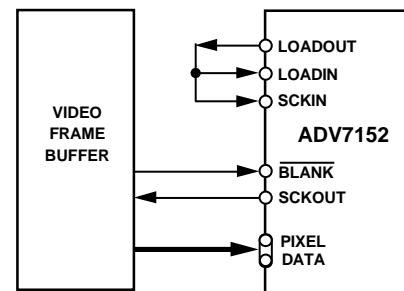 VIDEO
FRAME
BUFFER
LOADOUT
LOADIN
SCKIN
ADV7152
BLANK
SCKOUT
PIXEL
DATA